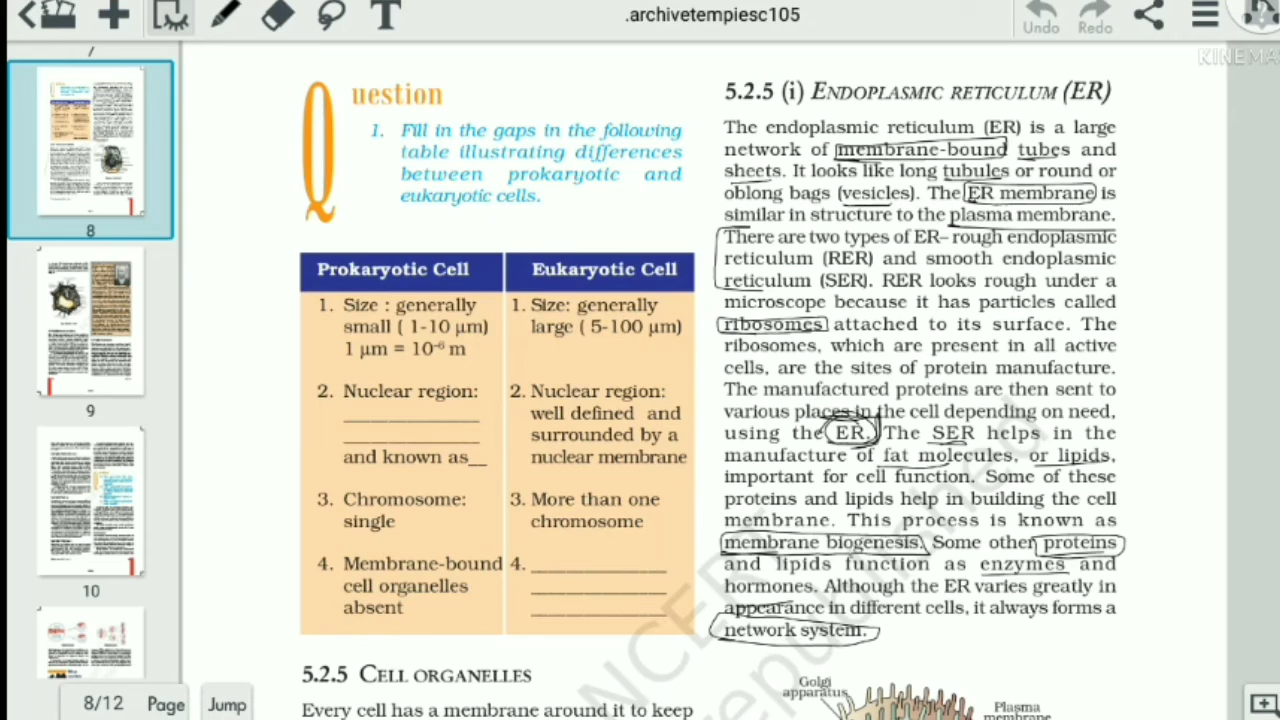 .archivetempiesc105
Undo
Redo
KINEMA
7
8
9
10
8/12
Page
Jump
Question
1. Fill in the gaps in the following
table illustrating differences
between prokaryotic and
eukaryotic cells.
Prokaryotic Cell
Eukaryotic Cell
1. Size : generally
small ( 1-10 μm)
1 μm = 10⁻⁶ m
1. Size: generally
large ( 5-100 μm)
2. Nuclear region:
_______________
_______________
and known as__
2. Nuclear region:
well defined and
surrounded by a
nuclear membrane
3. Chromosome:
single
3. More than one
chromosome
4. Membrane-bound
cell organelles
absent
4. _______________
_______________
_______________
5.2.5 CELL ORGANELLES
Every cell has a membrane around it to keep
5.2.5 (i) ENDOPLASMIC RETICULUM (ER)
The endoplasmic reticulum (ER) is a large
network of membrane-bound tubes and
sheets. It looks like long tubules or round or
oblong bags (vesicles). The ER membrane is
similar in structure to the plasma membrane.
There are two types of ER– rough endoplasmic
reticulum (RER) and smooth endoplasmic
reticulum (SER). RER looks rough under a
microscope because it has particles called
ribosomes attached to its surface. The
ribosomes, which are present in all active
cells, are the sites of protein manufacture.
The manufactured proteins are then sent to
various places in the cell depending on need,
using the ER. The SER helps in the
manufacture of fat molecules, or lipids,
important for cell function. Some of these
proteins and lipids help in building the cell
membrane. This process is known as
membrane biogenesis. Some other proteins
and lipids function as enzymes and
hormones. Although the ER varies greatly in
appearance in different cells, it always forms a
network system.
Golgi
apparatus
Plasma
membrane